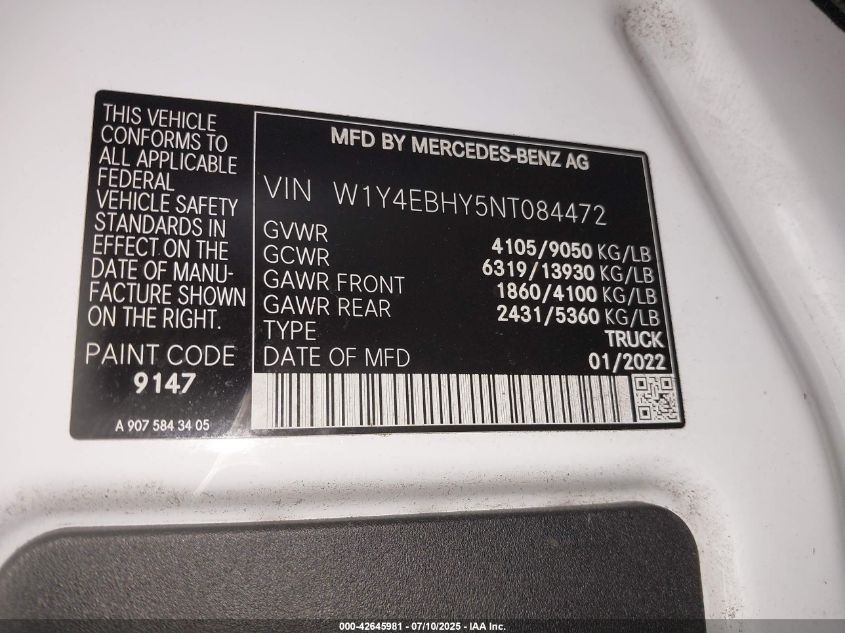 THIS VEHICLE
CONFORMS TO
ALL APPLICABLE
FEDERAL
VEHICLE SAFETY
STANDARDS IN
EFFECT ON THE
DATE OF MANU-
FACTURE SHOWN
ON THE RIGHT.
PAINT CODE
9147
A 907 584 34 05
MFD BY MERCEDES-BENZ AG
VIN W1Y4EBHY5NT084472
GVWR 4105/9050 KG/LB
GCWR 6319/13930 KG/LB
GAWR FRONT 1860/4100 KG/LB
GAWR REAR 2431/5360 KG/LB
TYPE TRUCK
DATE OF MFD 01/2022
000-42645981 - 07/10/2025 - IAA Inc.